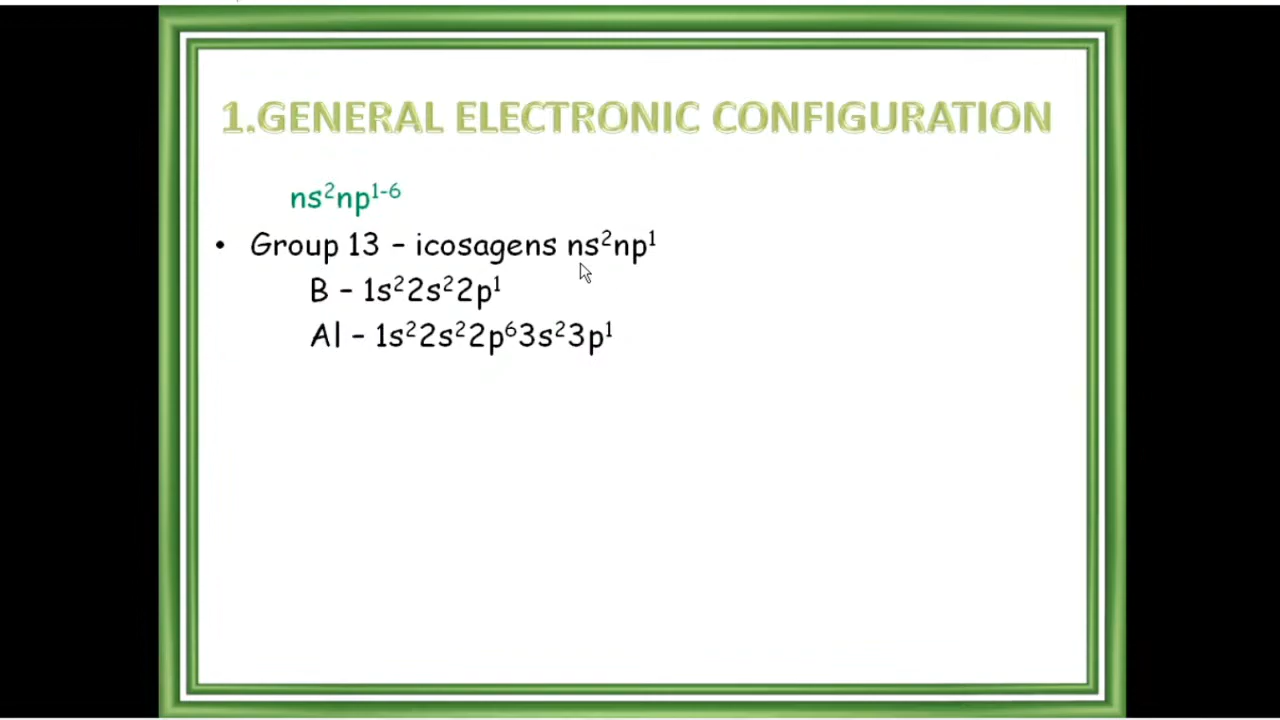 1.GENERAL ELECTRONIC CONFIGURATION
ns²np¹⁻⁶
• Group 13 – icosagens ns²np¹
B – 1s²2s²2p¹
Al – 1s²2s²2p⁶3s²3p¹